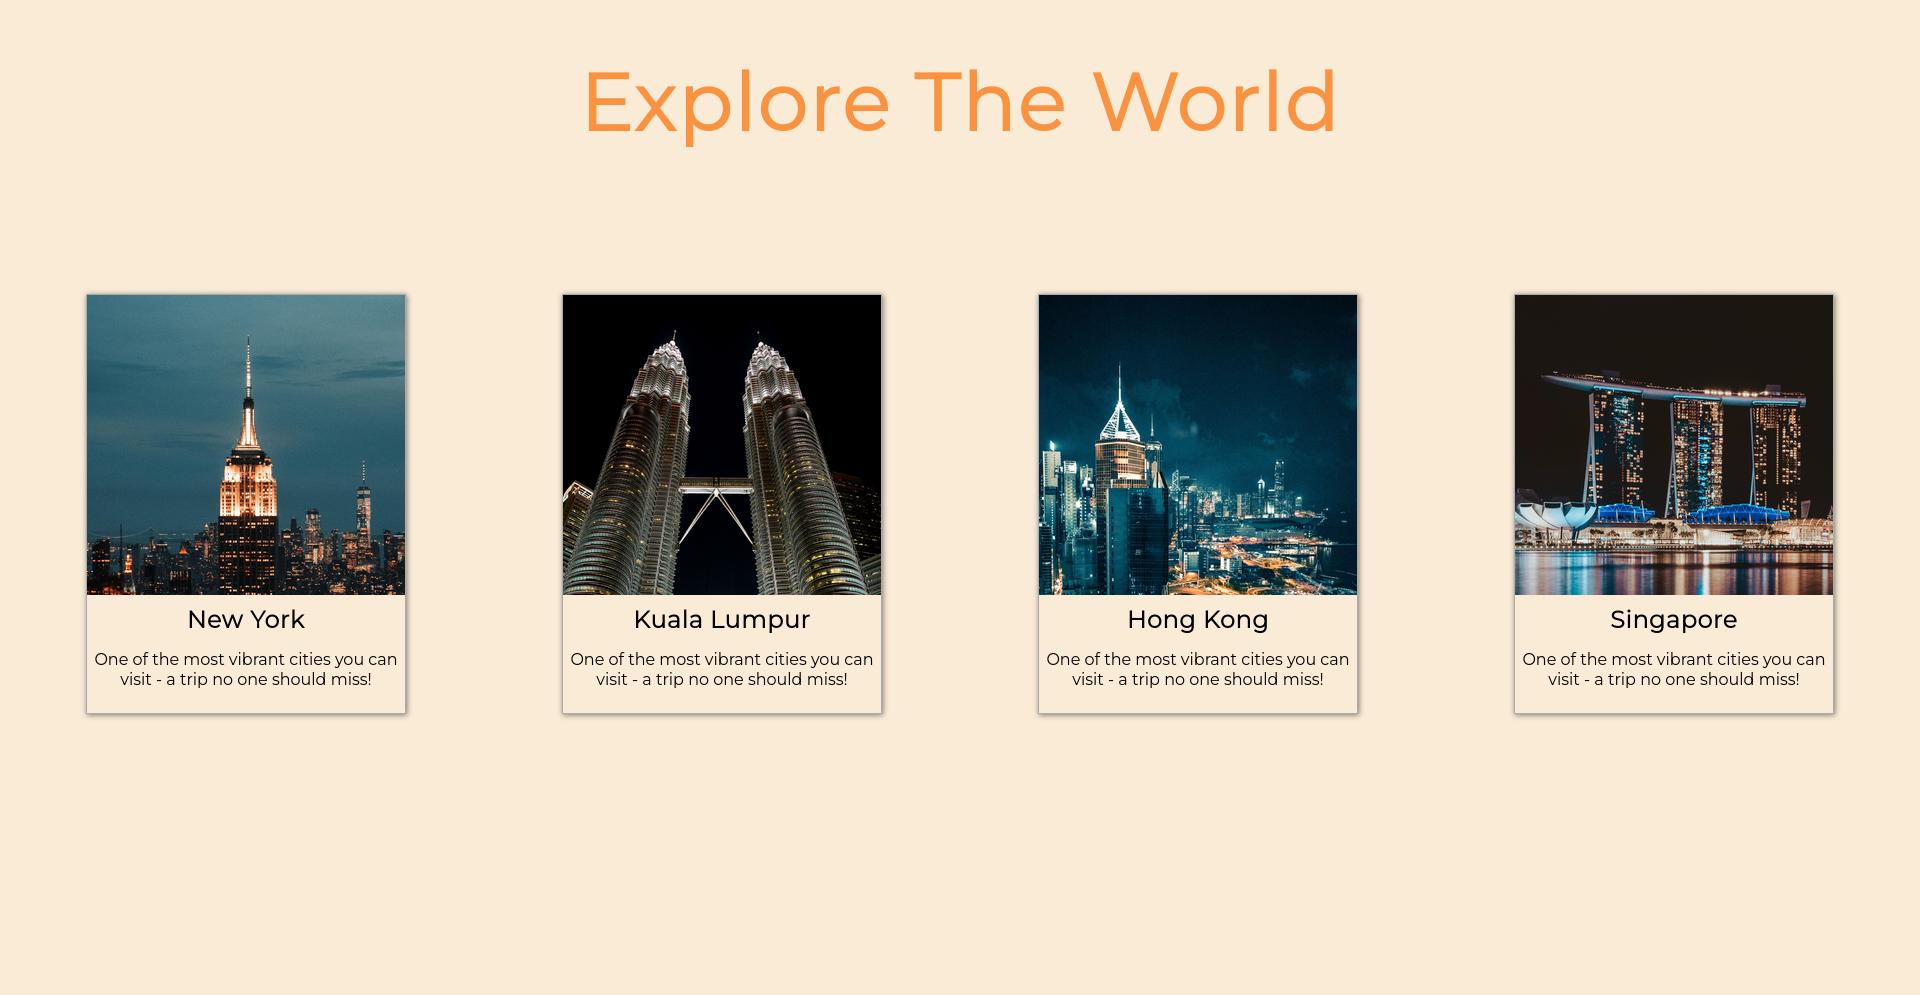 Explore The World
New York
One of the most vibrant cities you can
visit - a trip no one should miss!
Kuala Lumpur
One of the most vibrant cities you can
visit - a trip no one should miss!
Hong Kong
One of the most vibrant cities you can
visit - a trip no one should miss!
Singapore
One of the most vibrant cities you can
visit - a trip no one should miss!